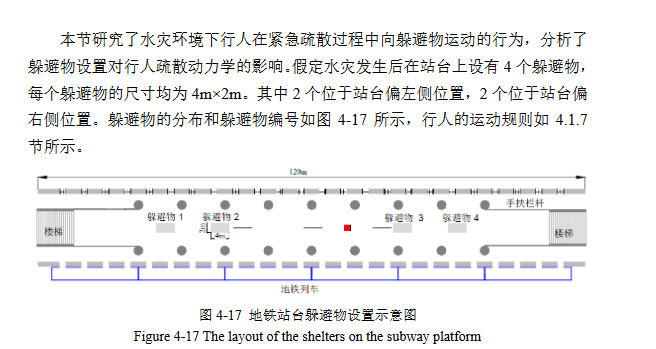 本节研究了水灾环境下行人在紧急疏散过程中向躲避物运动的行为，分析了
躲避物设置对行人疏散动力学的影响。假定水灾发生后在站台上设有 4 个躲避物，
每个躲避物的尺寸均为 4m×2m。其中 2 个位于站台偏左侧位置，2 个位于站台偏
右侧位置。躲避物的分布和躲避物编号如图 4-17 所示，行人的运动规则如 4.1.7
节所示。
120m
手扶栏杆
躲避物 1 躲避物 2 躲避物 3 躲避物 4
楼梯 2m 4m 楼梯
地铁列车
图 4-17 地铁站台躲避物设置示意图
Figure 4-17 The layout of the shelters on the subway platform